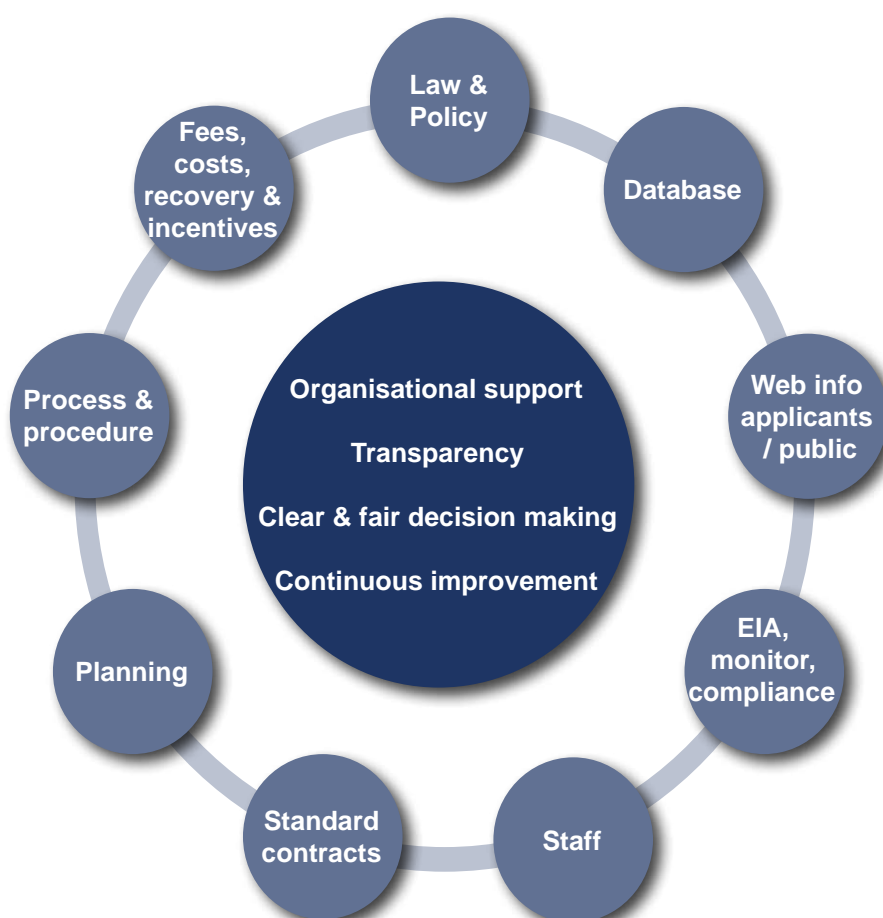 Law &
Policy
Database
Web info
applicants
/ public
EIA,
monitor,
compliance
Staff
Standard
contracts
Planning
Process &
procedure
Fees,
costs,
recovery &
incentives
Organisational support
Transparency
Clear & fair decision making
Continuous improvement